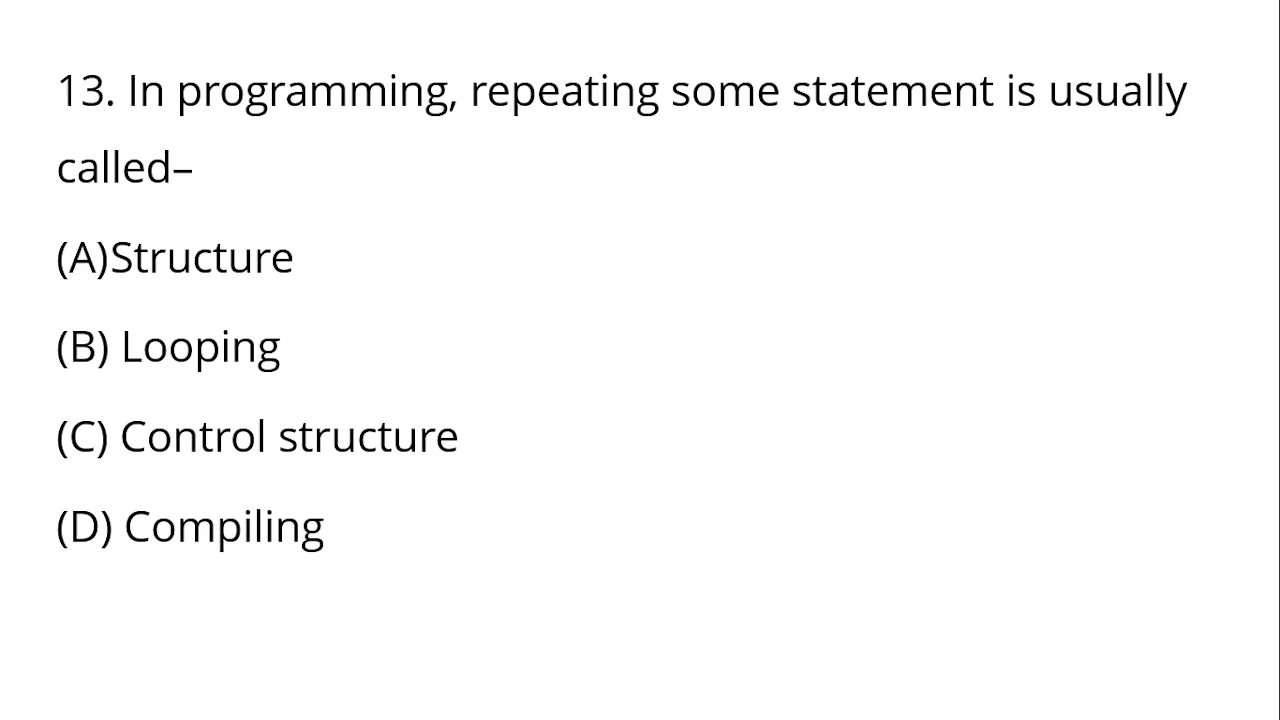 13. In programming, repeating some statement is usually
called–
(A)Structure
(B) Looping
(C) Control structure
(D) Compiling